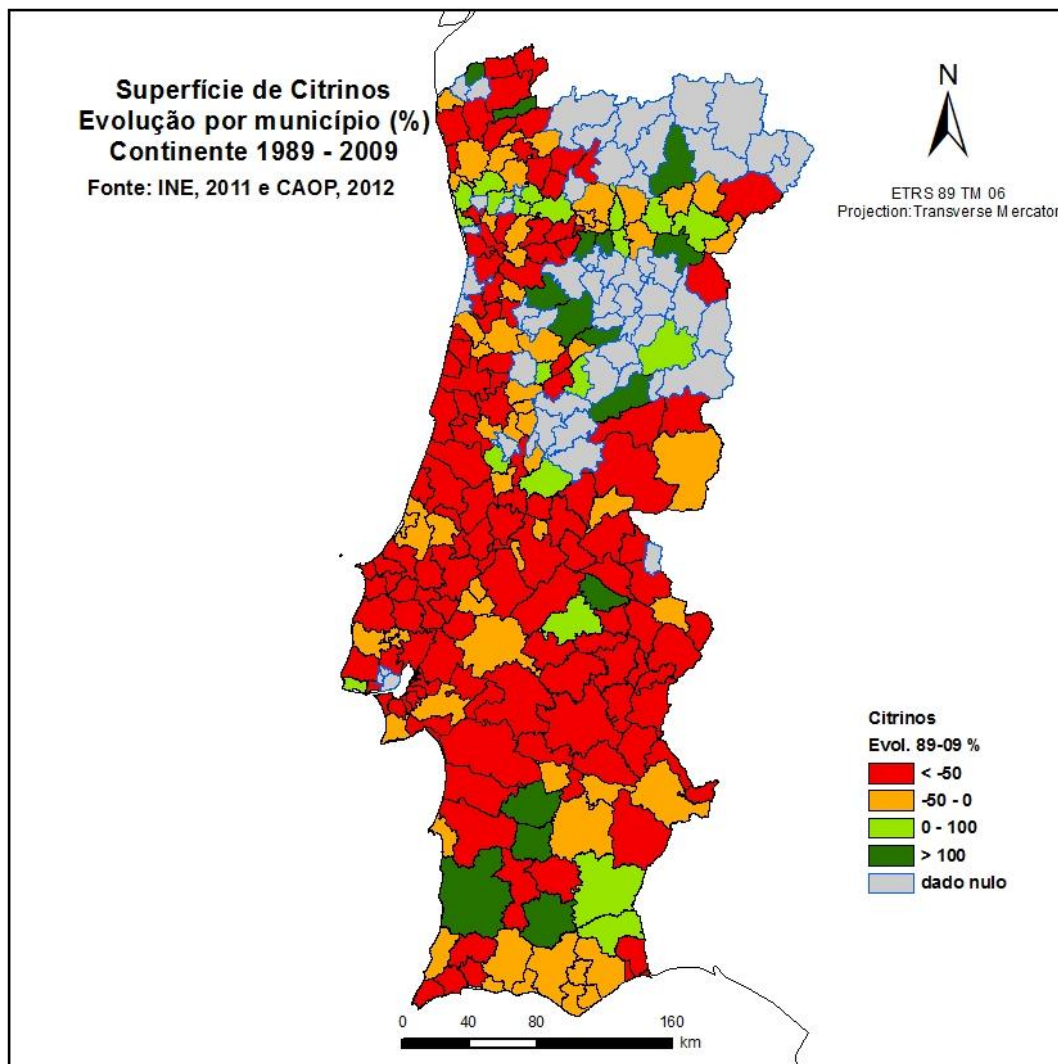 Superfície de Citrinos
Evolução por município (%)
Continente 1989 - 2009
Fonte: INE, 2011 e CAOP, 2012
N
ETRS 89 TM 06
Projection: Transverse Mercator
Citrinos
Evol. 89-09 %
< -50
-50 - 0
0 - 100
> 100
dado nulo
0 40 80 160
km